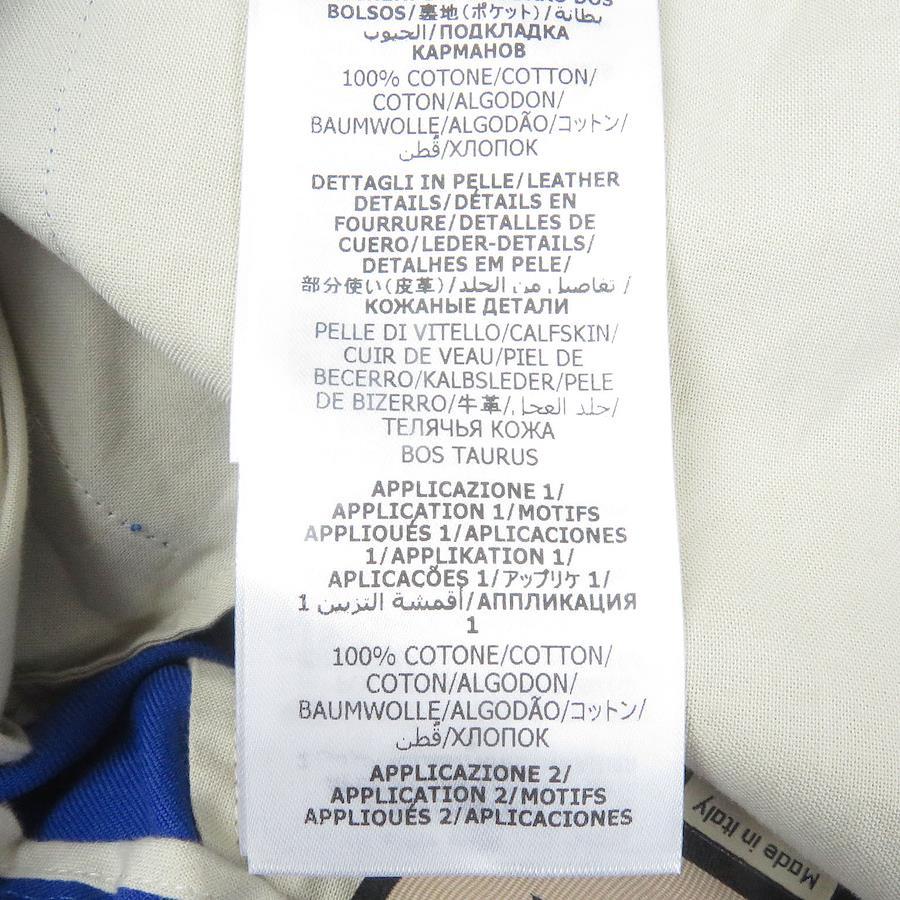 BOLSOS/裏地(ポケット)/بطانة
الجيوب/ПОДКЛАДКА
КАРМАНОВ
100% COTONE/COTTON/
COTON/ALGODON/
BAUMWOLLE/ALGODÃO/コットン/
قُطن/ХЛОПОК
DETTAGLI IN PELLE/LEATHER
DETAILS/DÉTAILS EN
FOURRURE/DETALLES DE
CUERO/LEDER-DETAILS/
DETALHES EM PELE/
部分使い(皮革)/تفاصيل من الجلد/
КОЖАНЫЕ ДЕТАЛИ
PELLE DI VITELLO/CALFSKIN/
CUIR DE VEAU/PIEL DE
BECERRO/KALBSLEDER/PELE
DE BIZERRO/牛革/جلد العجل/
ТЕЛЯЧЬЯ КОЖА
BOS TAURUS
APPLICAZIONE 1/
APPLICATION 1/MOTIFS
APPLIQUÉS 1/APLICACIONES
1/APPLIKATION 1/
APLICACÕES 1/アップリケ 1/
أقمشة التزيين 1/АППЛИКАЦИЯ
1
100% COTONE/COTTON/
COTON/ALGODON/
BAUMWOLLE/ALGODÃO/コットン/
قُطن/ХЛОПОК
APPLICAZIONE 2/
APPLICATION 2/MOTIFS
APPLIQUÉS 2/APLICACIONES
Made in Italy